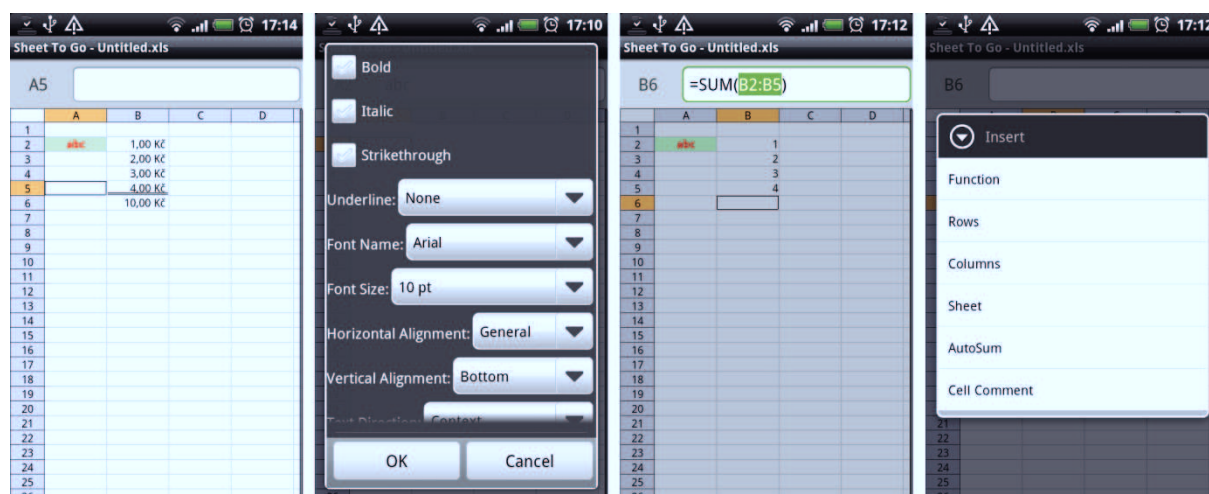 17:14
Sheet To Go - Untitled.xls
A5
A B C D
1
2 abc 1,00 Kč
3 2,00 Kč
4 3,00 Kč
5 4,00 Kč
6 10,00 Kč
7
8
9
10
11
12
13
14
15
16
17
18
19
20
21
22
23
24
25
17:10
Bold
Italic
Strikethrough
Underline: None
Font Name: Arial
Font Size: 10 pt
Horizontal Alignment: General
Vertical Alignment: Bottom
Text Direction: Context
OK Cancel
17:12
Sheet To Go - Untitled.xls
B6 =SUM(B2:B5)
A B C D
1
2 abc 1
3 2
4 3
5 4
6
7
8
9
10
11
12
13
14
15
16
17
18
19
20
21
22
23
24
25
17:12
Sheet To Go - Untitled.xls
B6
Insert
Function
Rows
Columns
Sheet
AutoSum
Cell Comment
21
22
23
24
25